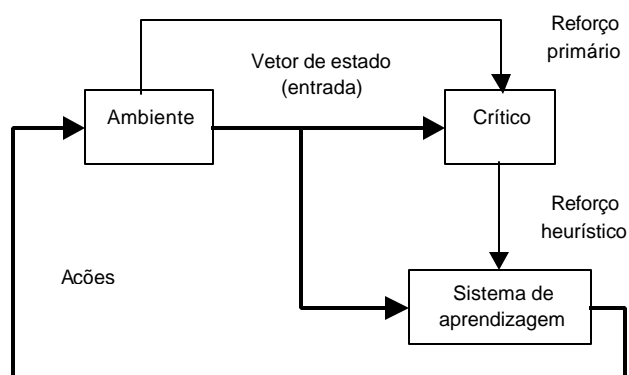 Reforço
primário
Vetor de estado
(entrada)
Ambiente
Crítico
Reforço
heurístico
Acões
Sistema de
aprendizagem